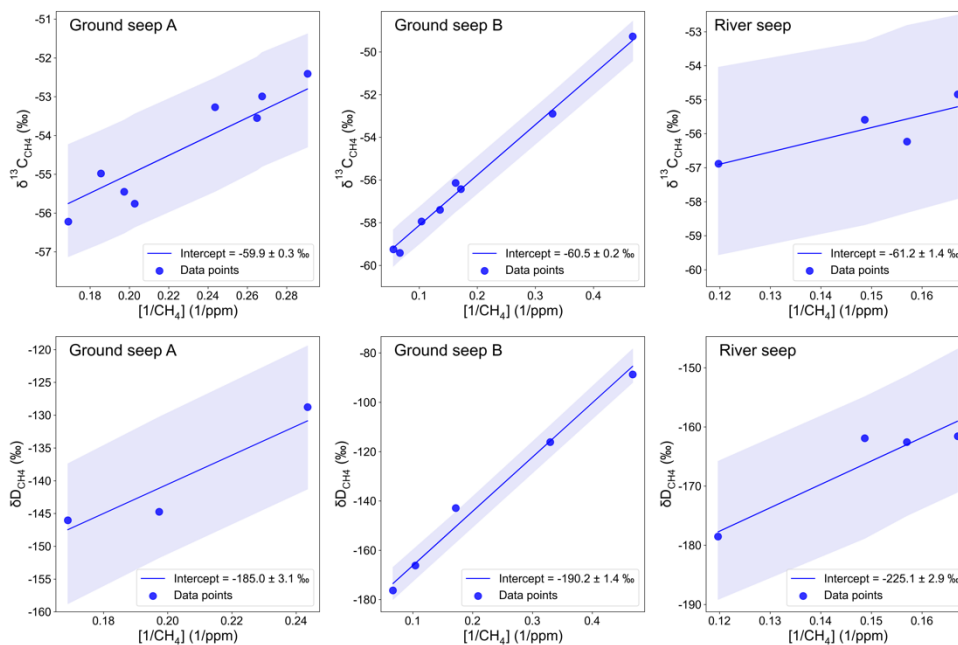 Ground seep A
-51
-52
-53
-54
-55
-56
-57
δ¹³C_CH4 (‰)
Intercept = -59.9 ± 0.3 ‰
Data points
0.18 0.20 0.22 0.24 0.26 0.28
[1/CH₄] (1/ppm)
Ground seep B
-50
-52
-54
-56
-58
-60
δ¹³C_CH4 (‰)
Intercept = -60.5 ± 0.2 ‰
Data points
0.1 0.2 0.3 0.4
[1/CH₄] (1/ppm)
River seep
-53
-54
-55
-56
-57
-58
-59
-60
δ¹³C_CH4 (‰)
Intercept = -61.2 ± 1.4 ‰
Data points
0.12 0.13 0.14 0.15 0.16
[1/CH₄] (1/ppm)
Ground seep A
-120
-125
-130
-135
-140
-145
-150
-155
-160
δD_CH4 (‰)
Intercept = -185.0 ± 3.1 ‰
Data points
0.18 0.20 0.22 0.24
[1/CH₄] (1/ppm)
Ground seep B
-80
-100
-120
-140
-160
-180
δD_CH4 (‰)
Intercept = -190.2 ± 1.4 ‰
Data points
0.1 0.2 0.3 0.4
[1/CH₄] (1/ppm)
River seep
-150
-160
-170
-180
-190
δD_CH4 (‰)
Intercept = -225.1 ± 2.9 ‰
Data points
0.12 0.13 0.14 0.15 0.16
[1/CH₄] (1/ppm)